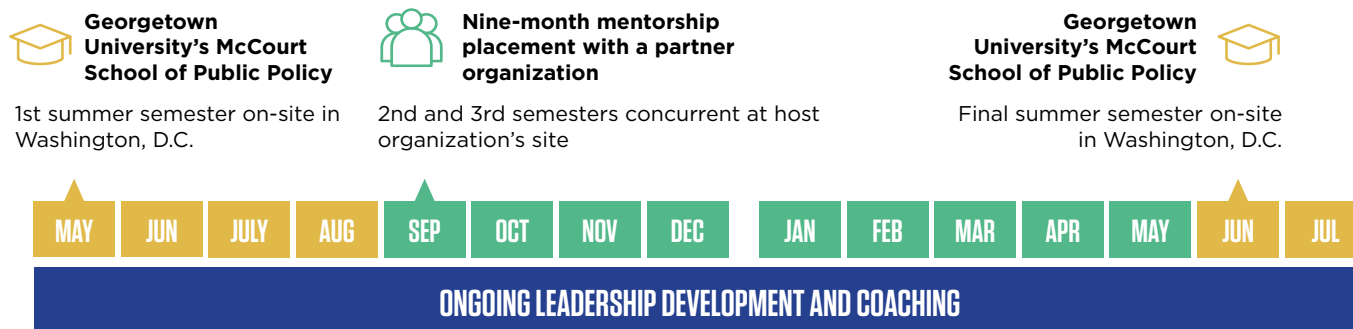 Georgetown
University's McCourt
School of Public Policy
1st summer semester on-site in
Washington, D.C.
Nine-month mentorship
placement with a partner
organization
2nd and 3rd semesters concurrent at host
organization's site
Georgetown
University's McCourt
School of Public Policy
Final summer semester on-site
in Washington, D.C.
MAY JUN JULY AUG SEP OCT NOV DEC JAN FEB MAR APR MAY JUN JUL
ONGOING LEADERSHIP DEVELOPMENT AND COACHING